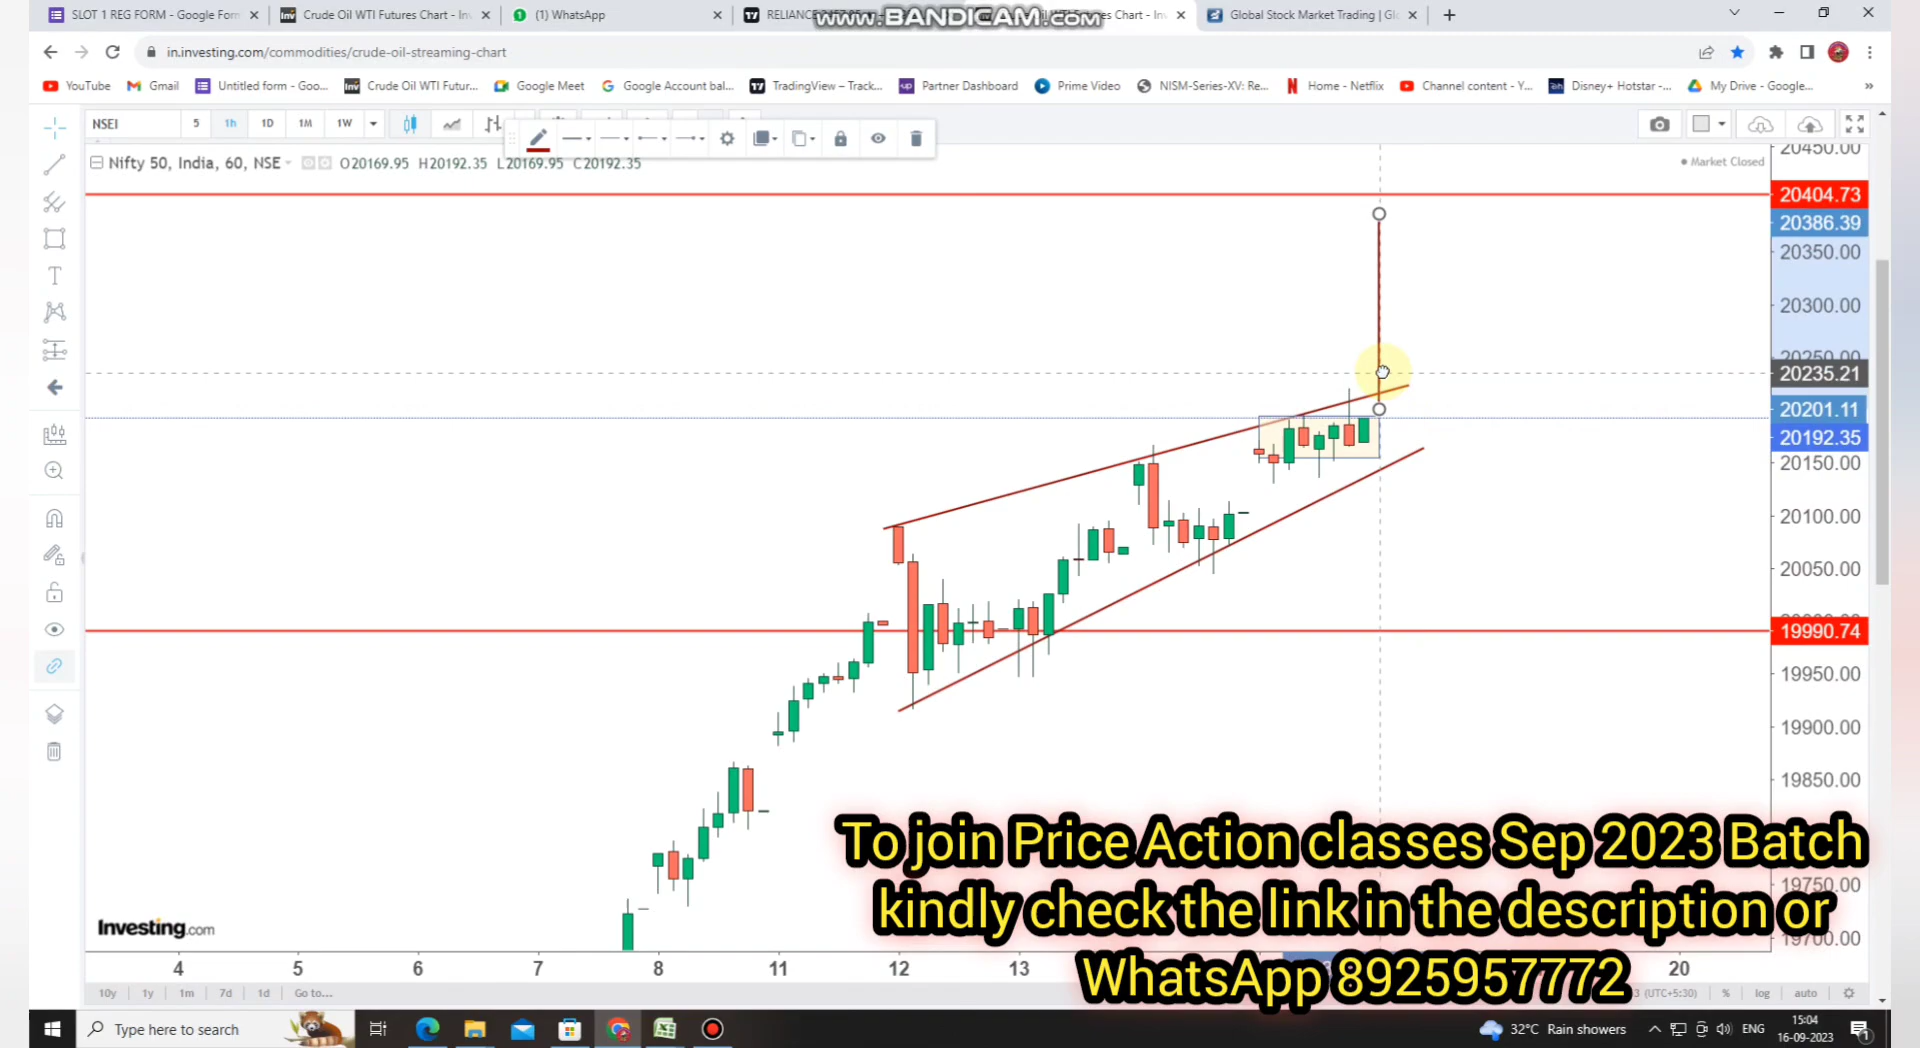 SLOT 1 REG FORM - Google Form
Crude Oil WTI Futures Chart - In
(1) WhatsApp
RELIANCE
www.BANDICAM.com
Futures Chart - In
Global Stock Market Trading | Gl
in.investing.com/commodities/crude-oil-streaming-chart
YouTube
Gmail
Untitled form - Goo...
Crude Oil WTI Futur...
Google Meet
Google Account bal...
TradingView – Track...
Partner Dashboard
Prime Video
NISM-Series-XV: Re...
Home - Netflix
Channel content - Y...
Disney+ Hotstar -...
My Drive - Google...
NSEI 5 1h 1D 1M 1W
Nifty 50, India, 60, NSE O20169.95 H20192.35 L20169.95 C20192.35
Market Closed
20450.00
20404.73
20386.39
20350.00
20300.00
20250.00
20235.21
20201.11
20192.35
20150.00
20100.00
20050.00
19990.74
19950.00
19900.00
19850.00
19750.00
19700.00
To join Price Action classes Sep 2023 Batch
kindly check the link in the description or
WhatsApp 8925957772
Investing.com
4 5 6 7 8 11 12 13 20
10y 1y 1m 7d 1d Go to...
(UTC+5:30) % log auto
Type here to search
32°C Rain showers
ENG
15:04
16-09-2023
1